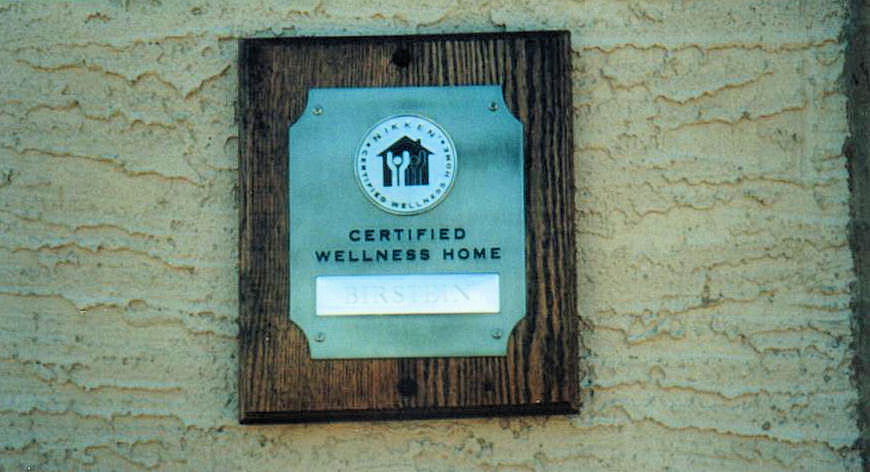 NIKKEN
CERTIFIED WELLNESS HOME
CERTIFIED
WELLNESS HOME
BIRSTEIN